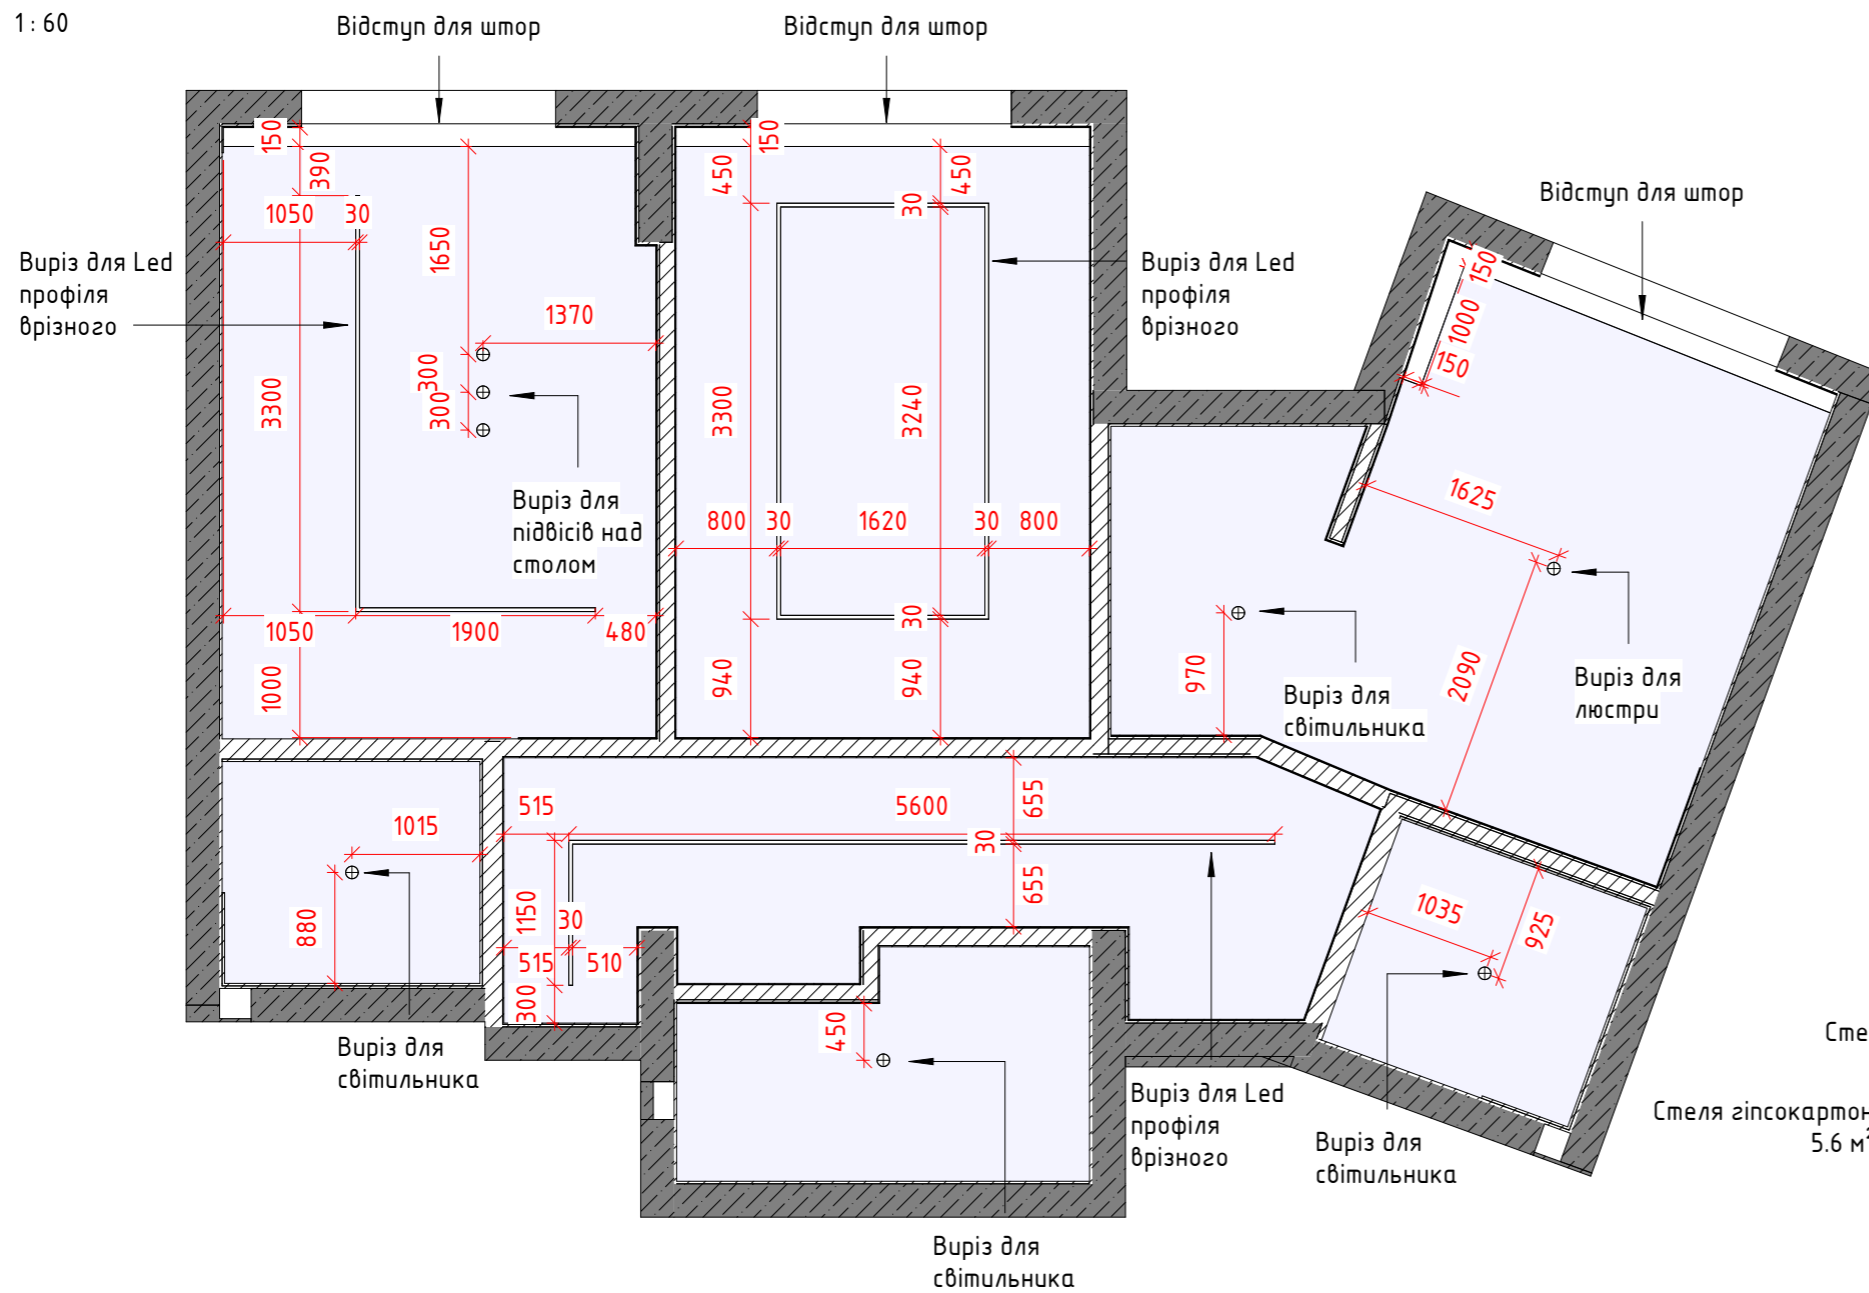 1 : 60
Відступ для штор
Відступ для штор
Відступ для штор
150
390
1050
30
1650
1370
3300
300
300
1050
1900
480
1000
Виріз для Led
профіля
врізного
Виріз для
підвісів над
столом
150
450
450
30
3300
3240
800
30
1620
30
800
30
940
940
Виріз для Led
профіля
врізного
150
1000
150
1625
2090
970
Виріз для
світильника
Виріз для
люстри
1015
880
Виріз для
світильника
515
5600
655
30
655
1150
30
515
510
300
450
Виріз для
світильника
Виріз для Led
профіля
врізного
1035
925
Виріз для
світильника
Сте
Стеля гіпсокартон
5.6 м²